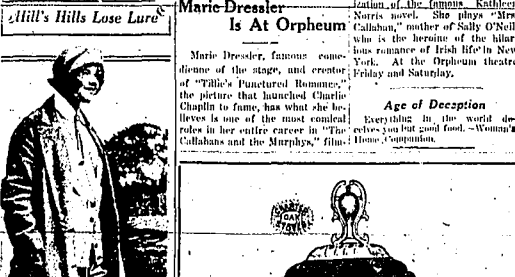 Hill's Hills Lose Lure
Marie Dressler
Is At Orpheum
Marie Dressler, famous come-
dienne of the stage, and creator
of "Tillie's Punctured Romance,"
the picture that launched Charlie
Chaplin to fame, has what she be-
lieves is one of the most comical
roles in her entire career in "The
Callahans and the Murphys," film-
ization of the famous Kathleen
Norris novel. She plays "Mrs.
Callahan," mother of Sally O'Neil
who is the heroine of the hilar-
ious romance of Irish life in New
York. At the Orpheum theatre
Friday and Saturday.
Age of Deception
Everything in the world de-
ceives you but good food. —Woman's
Home Companion.
OAK
STOVES